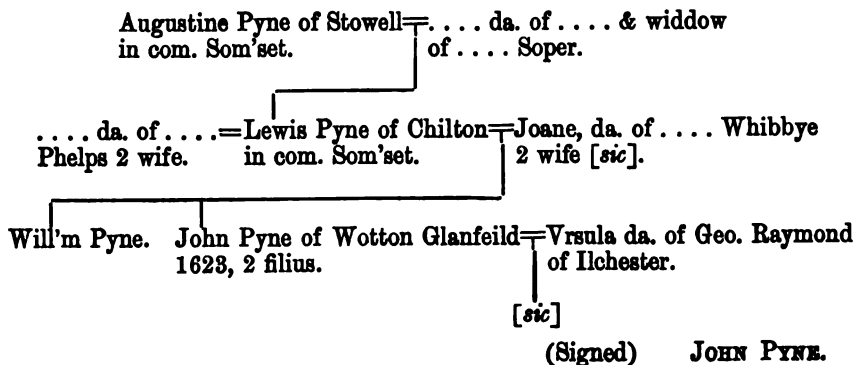 Augustine Pyne of Stowell=. . . . da. of . . . . & widdow
in com. Som'set. of . . . . Soper.
. . . . da. of . . . .=Lewis Pyne of Chilton=Joane, da. of . . . . Whibbye
Phelps 2 wife. in com. Som'set. 2 wife [sic].
Will'm Pyne. John Pyne of Wotton Glanfeild=Vrsula da. of Geo. Raymond
1623, 2 filius. of Ilchester.
[sic]
(Signed) JOHN PYNE.